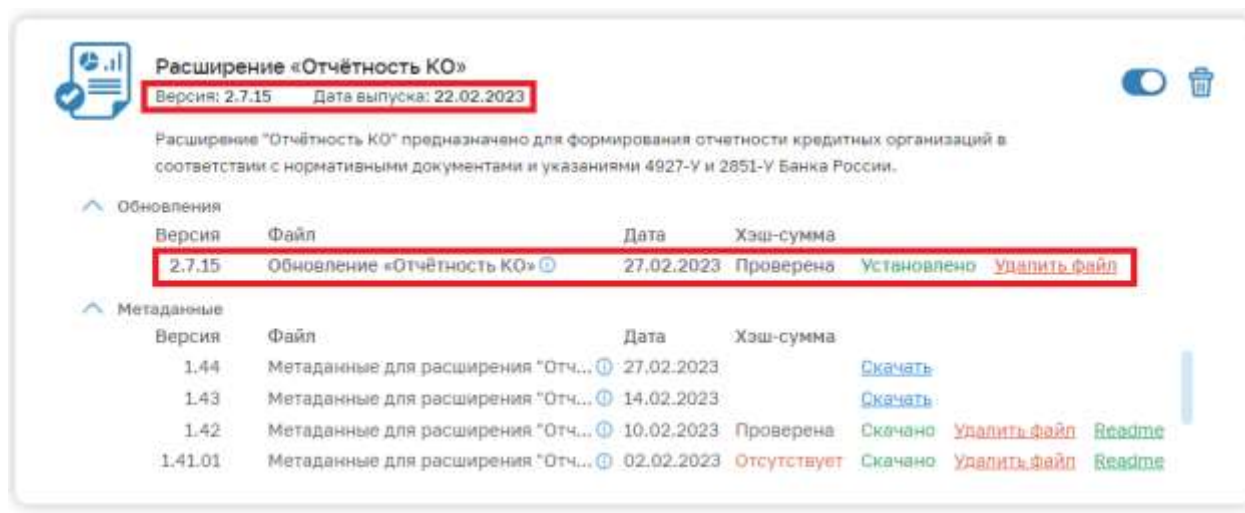 Расширение «Отчётность КО»
Версия: 2.7.15 Дата выпуска: 22.02.2023
Расширение "Отчётность КО" предназначено для формирования отчетности кредитных организаций в
соответствии с нормативными документами и указаниями 4927-У и 2851-У Банка России.
Обновления
Версия Файл Дата Хэш-сумма
2.7.15 Обновление «Отчётность КО» 27.02.2023 Проверена Установлено Удалить файл
Метаданные
Версия Файл Дата Хэш-сумма
1.44 Метаданные для расширения "Отч... 27.02.2023 Скачать
1.43 Метаданные для расширения "Отч... 14.02.2023 Скачать
1.42 Метаданные для расширения "Отч... 10.02.2023 Проверена Скачано Удалить файл Readme
1.41.01 Метаданные для расширения "Отч... 02.02.2023 Отсутствует Скачано Удалить файл Readme